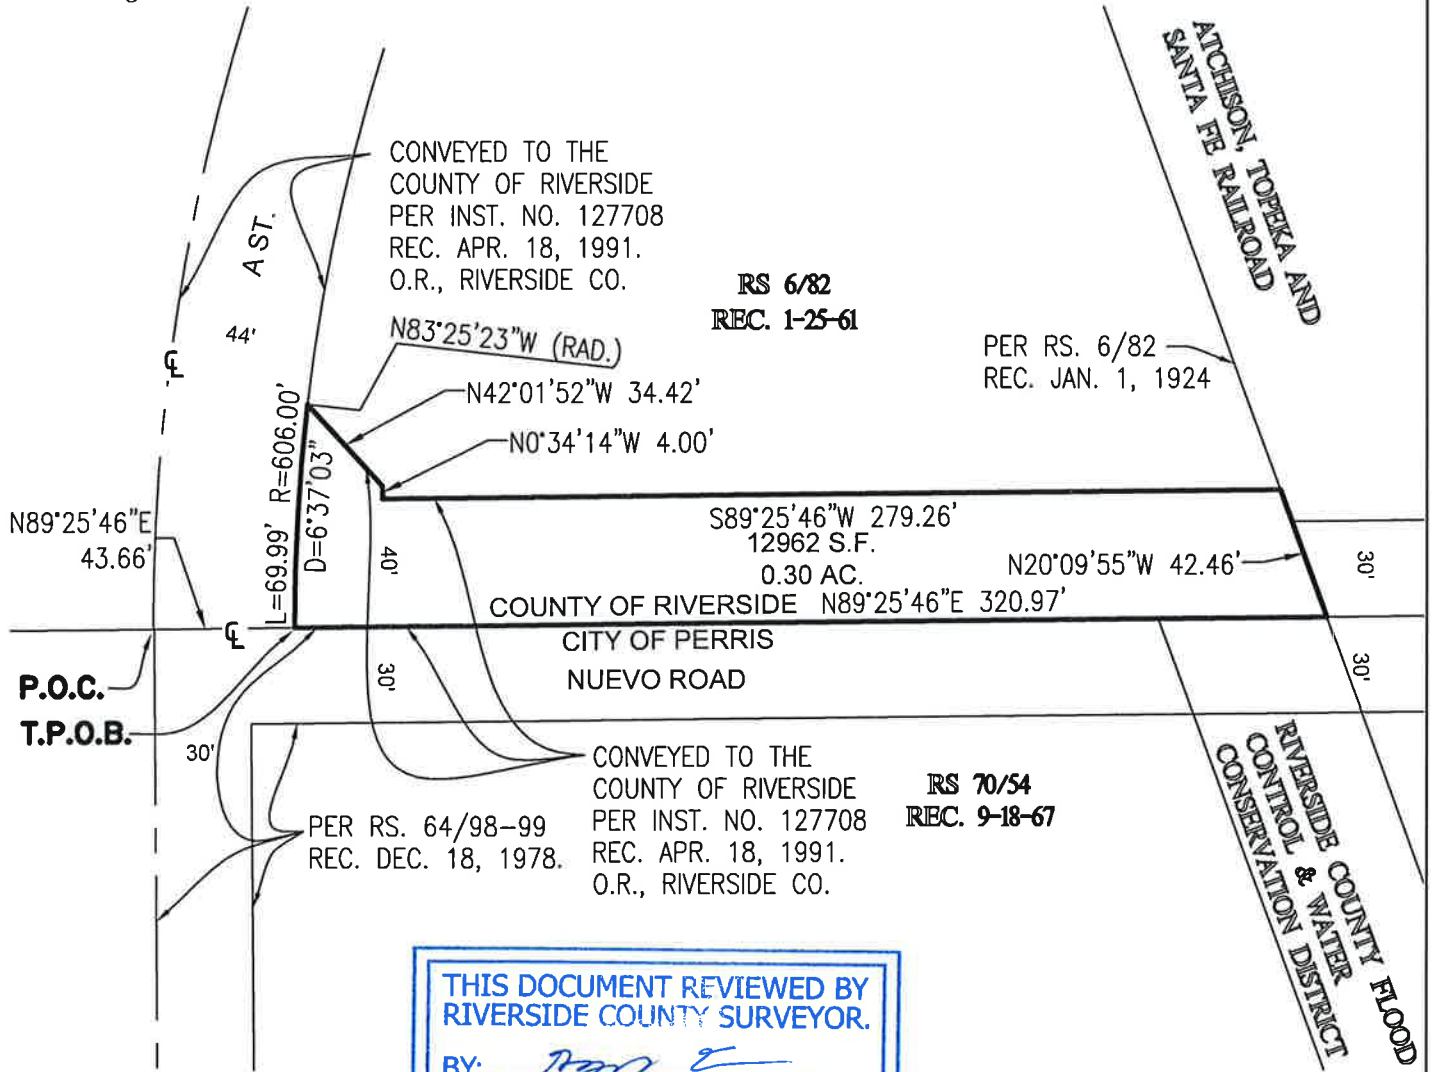 ATCHISON, TOPEKA AND
SANTA FE RAILROAD
CONVEYED TO THE
COUNTY OF RIVERSIDE
PER INST. NO. 127708
REC. APR. 18, 1991.
O.R., RIVERSIDE CO.
A ST.
RS 6/82
REC. 1-25-61
44'
N83°25'23"W (RAD.)
PER RS. 6/82
REC. JAN. 1, 1924
℄
N42°01'52"W 34.42'
N0°34'14"W 4.00'
L=69.99' R=606.00'
D=6°37'03"
N89°25'46"E
43.66'
S89°25'46"W 279.26'
12962 S.F.
0.30 AC.
40'
N20°09'55"W 42.46'
30'
COUNTY OF RIVERSIDE N89°25'46"E 320.97'
℄
CITY OF PERRIS
NUEVO ROAD
30'
30'
P.O.C.
T.P.O.B.
30'
CONVEYED TO THE
COUNTY OF RIVERSIDE
PER INST. NO. 127708
REC. APR. 18, 1991.
O.R., RIVERSIDE CO.
RS 70/54
REC. 9-18-67
PER RS. 64/98-99
REC. DEC. 18, 1978.
RIVERSIDE COUNTY FLOOD
CONTROL & WATER
CONSERVATION DISTRICT
THIS DOCUMENT REVIEWED BY
RIVERSIDE COUNTY SURVEYOR.
BY: